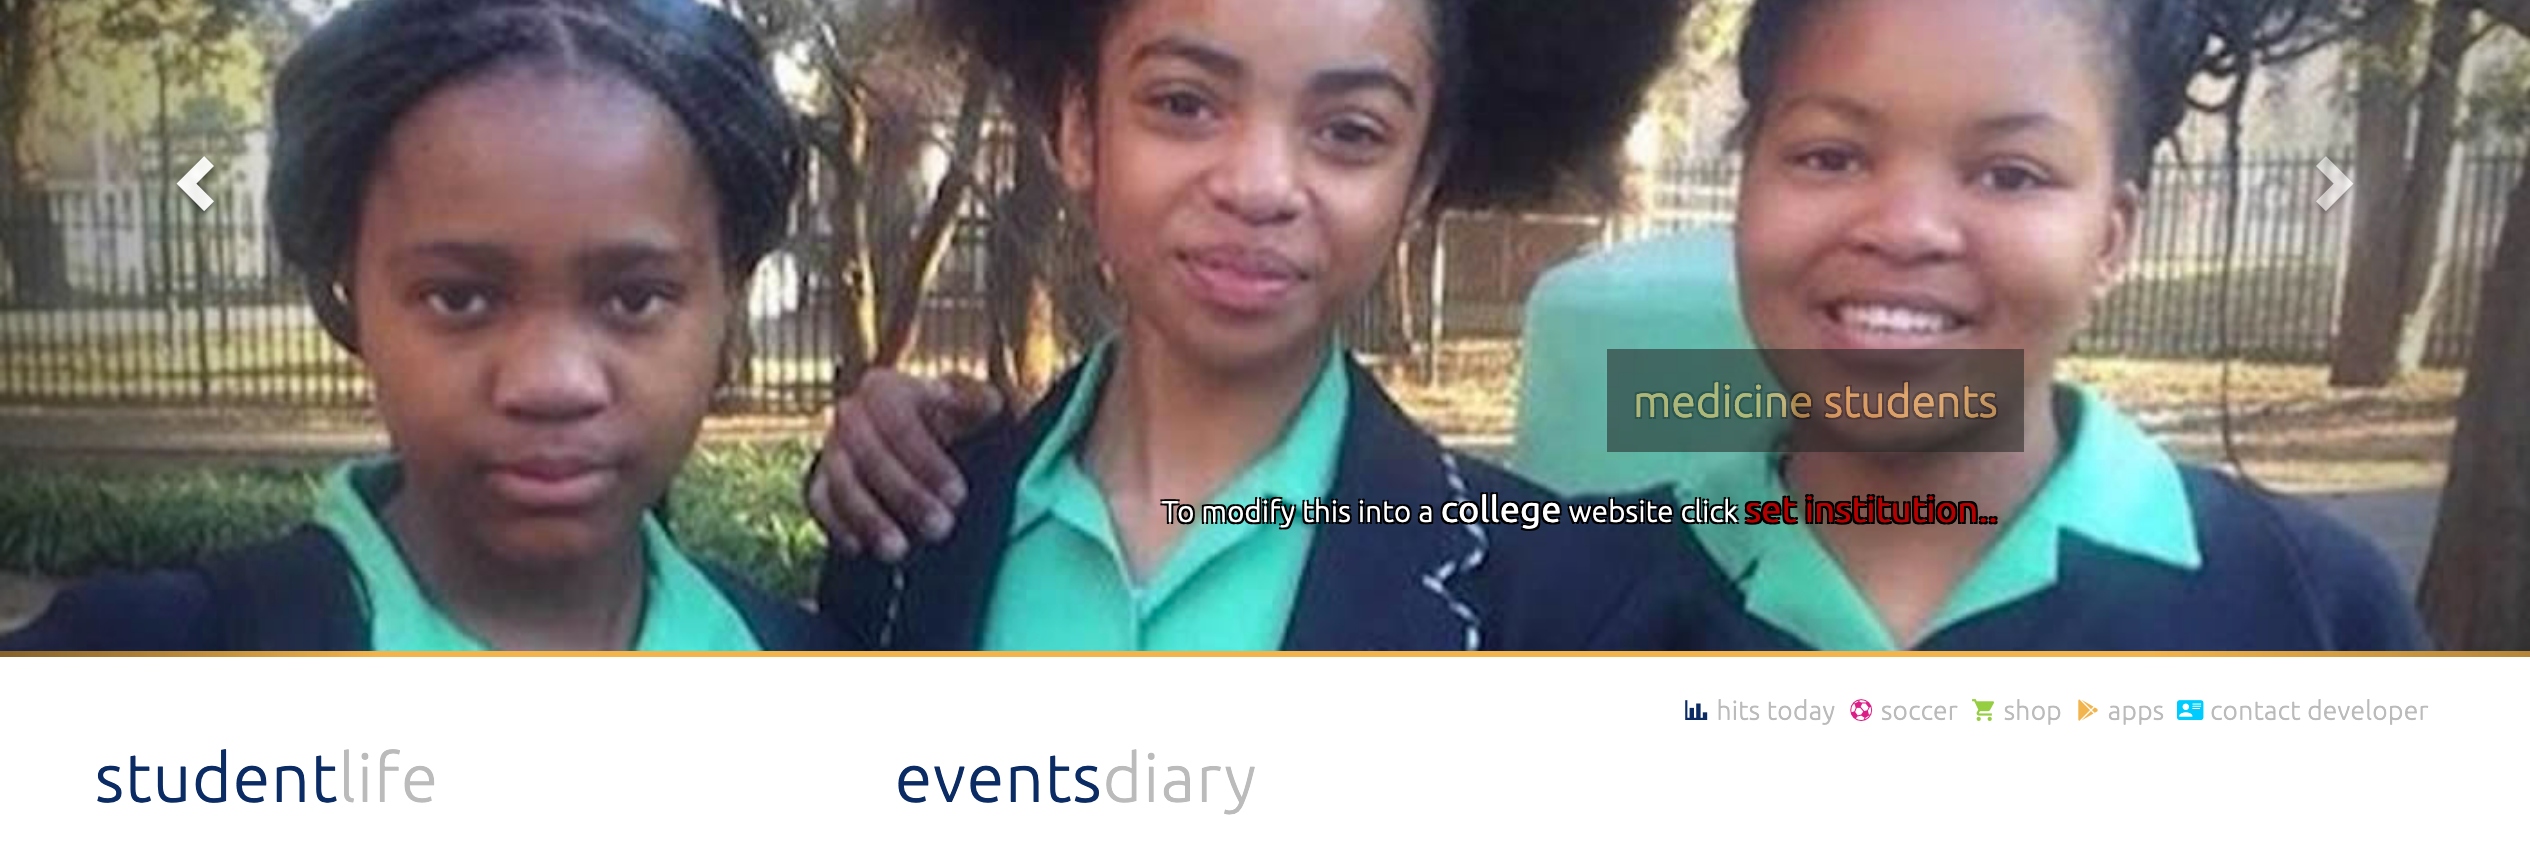 medicine students
To modify this into a college website click set institution..
hits today soccer shop apps contact developer
studentlife
eventsdiary